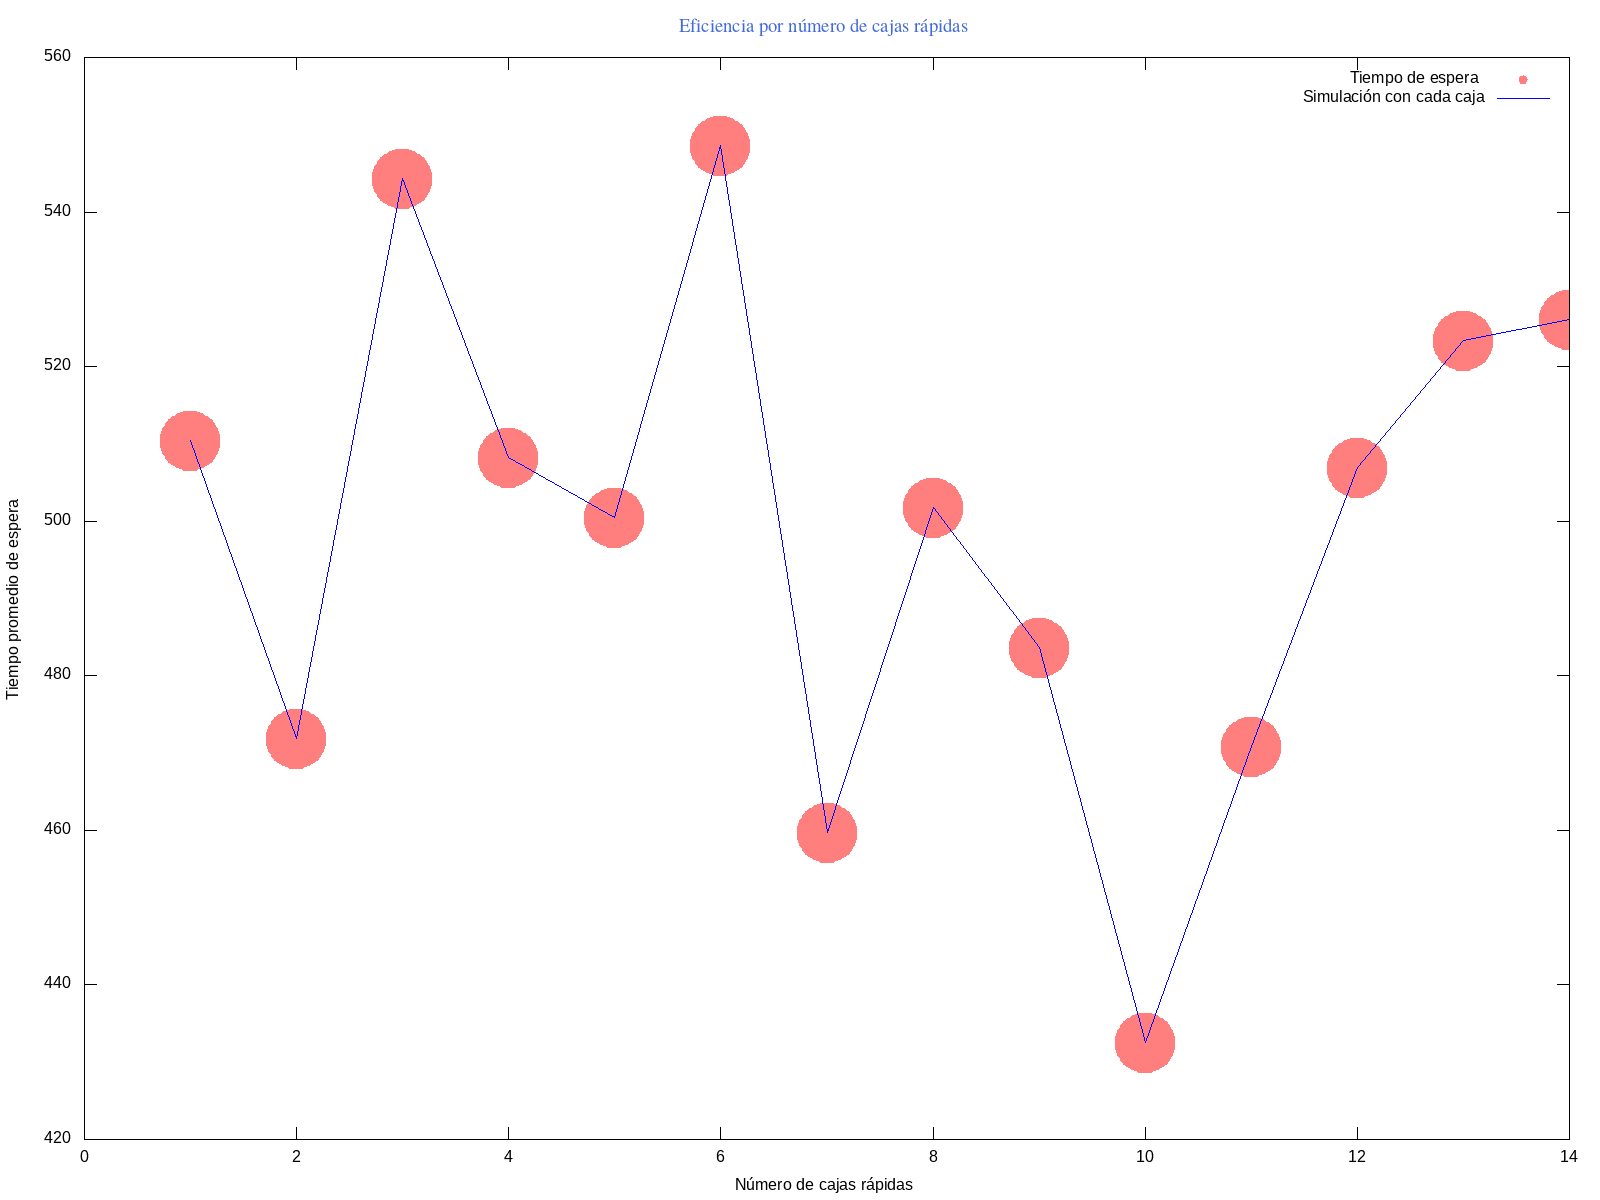 Eficiencia por número de cajas rápidas
Tiempo de espera
Simulación con cada caja
560
540
520
500
480
460
440
420
Tiempo promedio de espera
0 2 4 6 8 10 12 14
Número de cajas rápidas